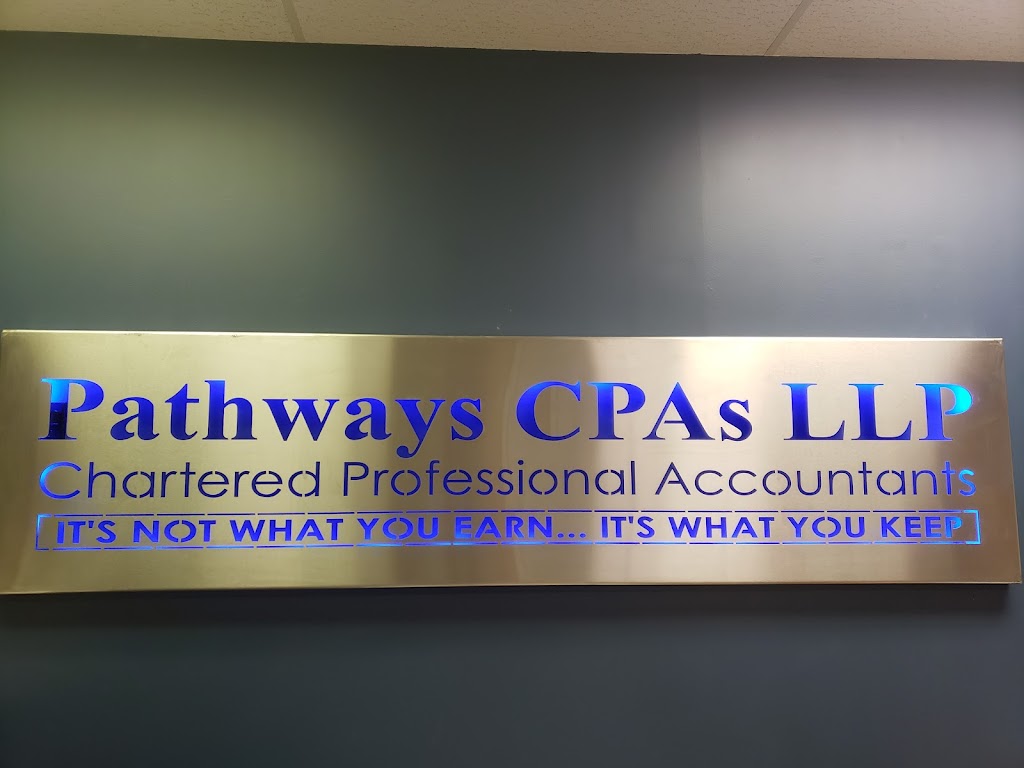 Pathways CPAs LLP
Chartered Professional Accountants
IT'S NOT WHAT YOU EARN... IT'S WHAT YOU KEEP